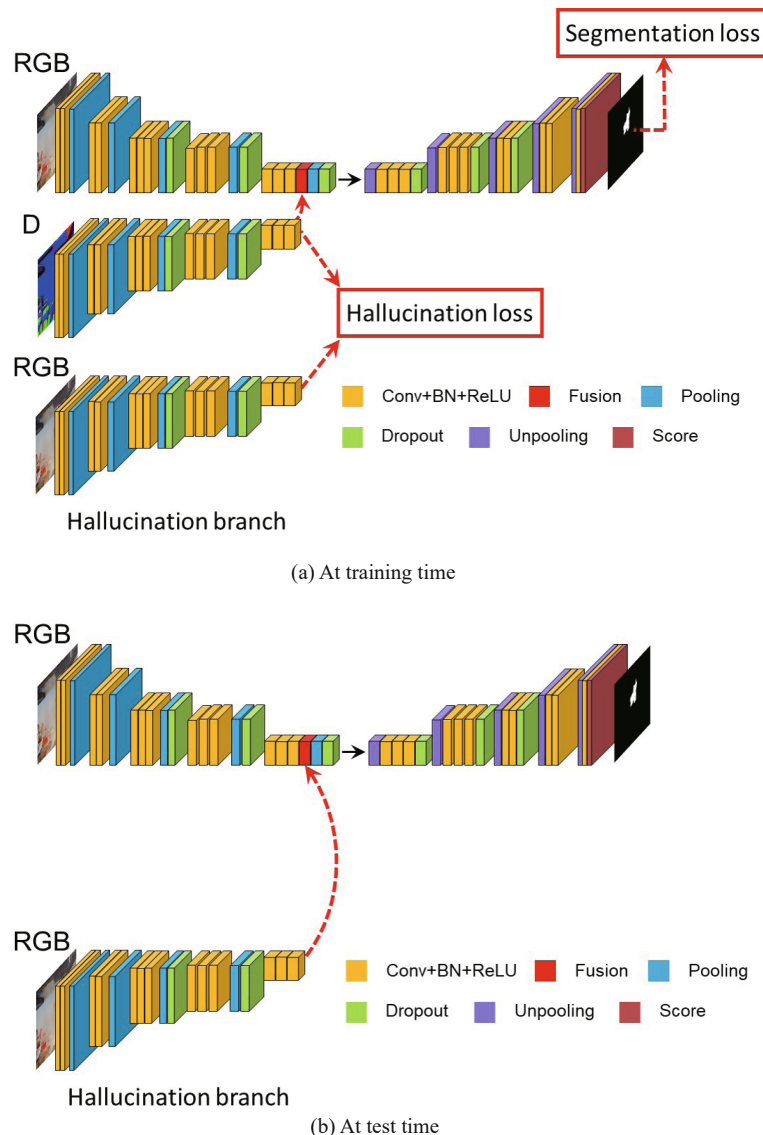 Segmentation loss
RGB
D
Hallucination loss
RGB
Conv+BN+ReLU Fusion Pooling
Dropout Unpooling Score
Hallucination branch
(a) At training time
RGB
RGB
Conv+BN+ReLU Fusion Pooling
Dropout Unpooling Score
Hallucination branch
(b) At test time